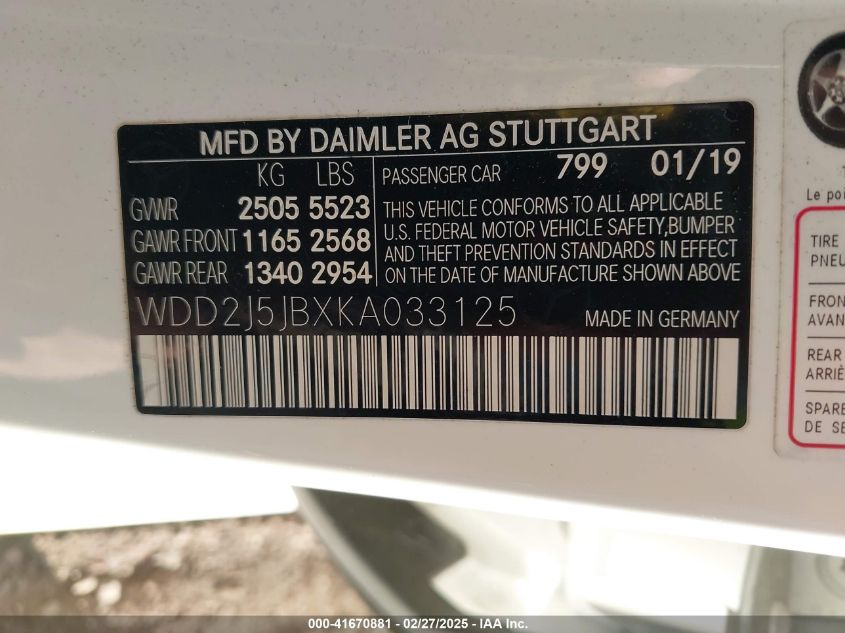 MFD BY DAIMLER AG STUTTGART
KG LBS
PASSENGER CAR 799 01/19
GVWR 2505 5523
GAWR FRONT 1165 2568
GAWR REAR 1340 2954
THIS VEHICLE CONFORMS TO ALL APPLICABLE
U.S. FEDERAL MOTOR VEHICLE SAFETY,BUMPER
AND THEFT PREVENTION STANDARDS IN EFFECT
ON THE DATE OF MANUFACTURE SHOWN ABOVE
WDD2J5JBXKA033125
MADE IN GERMANY
Le poi
TIRE
PNEU
FRON
AVAN
REAR
ARRIÈ
SPARE
DE SE
000-41670881 / 02/27/2025 - IAA.com